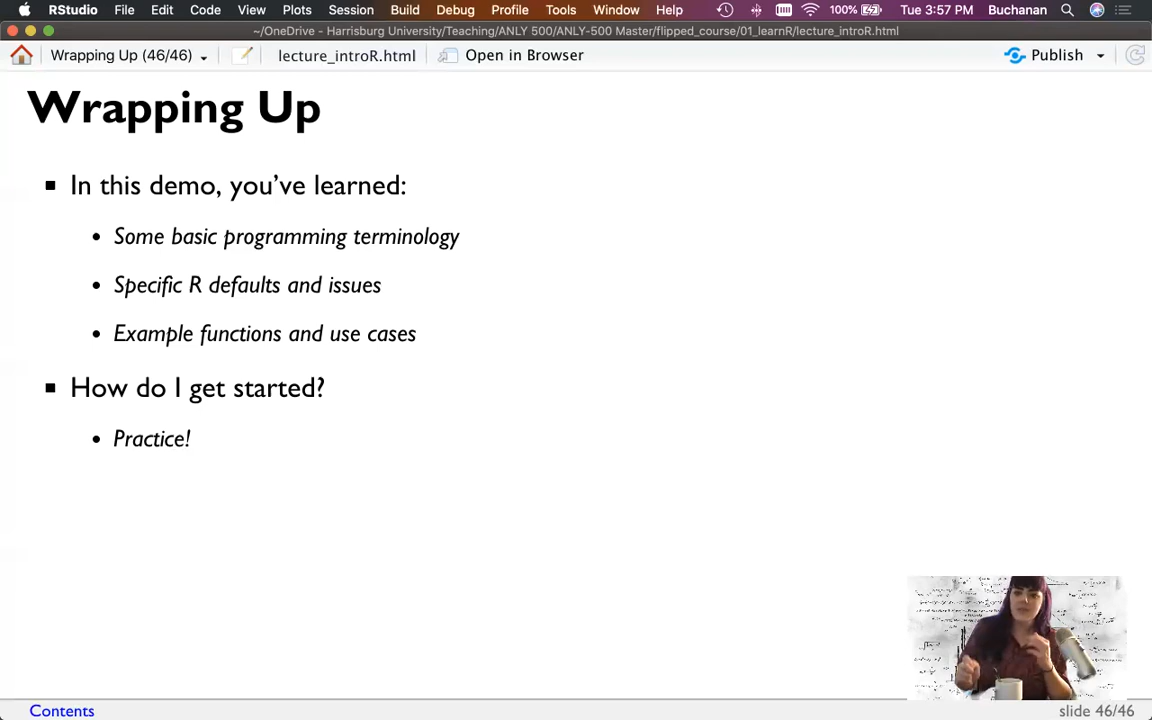 RStudio File Edit Code View Plots Session Build Debug Profile Tools Window Help 100% Tue 3:57 PM Buchanan
~/OneDrive - Harrisburg University/Teaching/ANLY 500/ANLY-500 Master/flipped_course/01_learnR/lecture_introR.html
Wrapping Up (46/46) lecture_introR.html Open in Browser Publish
Wrapping Up
In this demo, you’ve learned:
Some basic programming terminology
Specific R defaults and issues
Example functions and use cases
How do I get started?
Practice!
Contents slide 46/46